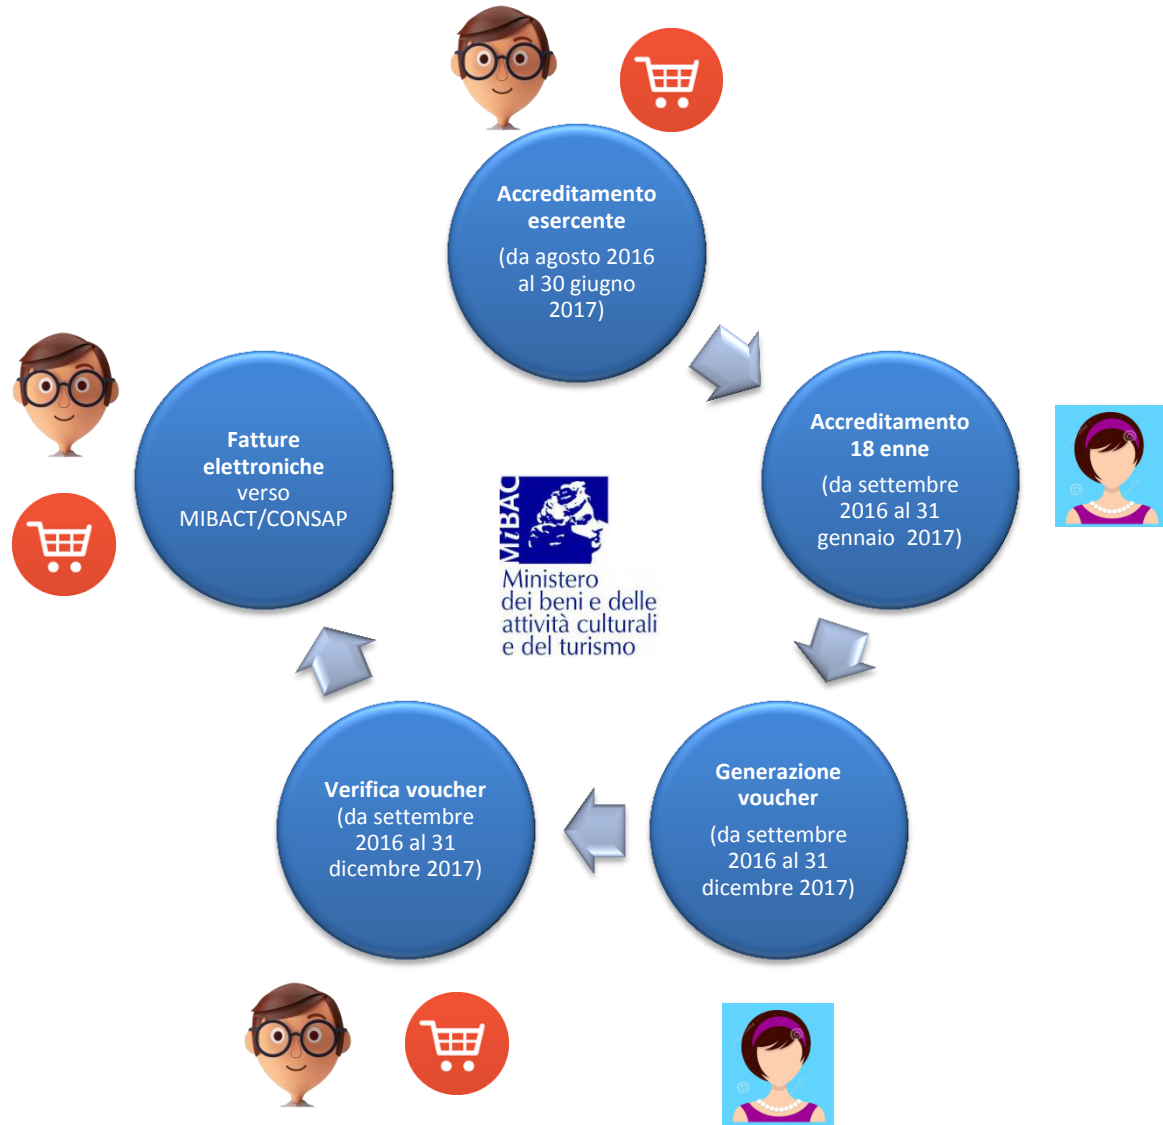 Accreditamento
esercente
(da agosto 2016
al 30 giugno
2017)
Accreditamento
18 enne
(da settembre
2016 al 31
gennaio 2017)
Generazione
voucher
(da settembre
2016 al 31
dicembre 2017)
Verifica voucher
(da settembre
2016 al 31
dicembre 2017)
Fatture
elettroniche
verso
MIBACT/CONSAP
MiBAC
Ministero
dei beni e delle
attività culturali
e del turismo